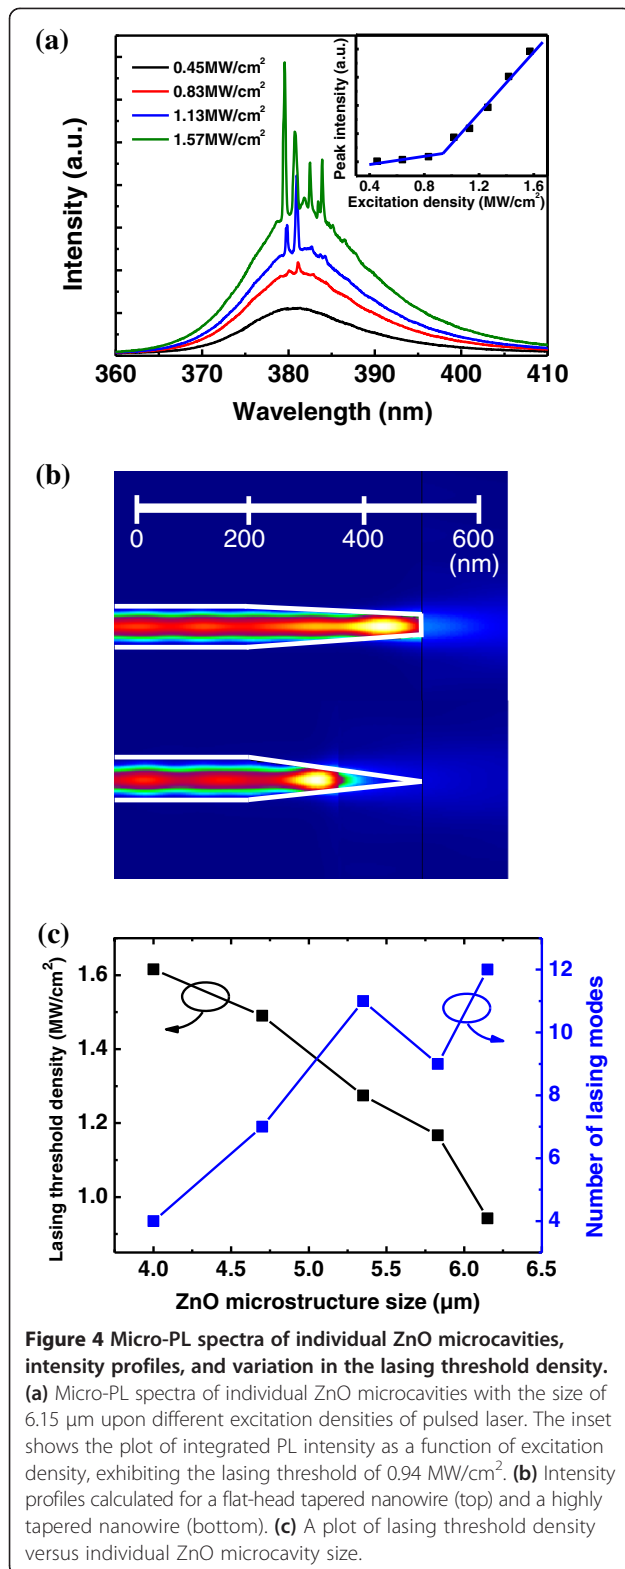 (a)
0.45MW/cm²
0.83MW/cm²
1.13MW/cm²
1.57MW/cm²
Intensity (a.u.)
Peak intensity (a.u.)
0.4 0.8 1.2 1.6
Excitation density (MW/cm²)
360 370 380 390 400 410
Wavelength (nm)
(b)
0 200 400 600
(nm)
(c)
Lasing threshold density (MW/cm²)
1.6
1.4
1.2
1.0
12
10
8
6
4
Number of lasing modes
4.0 4.5 5.0 5.5 6.0 6.5
ZnO microstructure size (μm)
Figure 4 Micro-PL spectra of individual ZnO microcavities,
intensity profiles, and variation in the lasing threshold density.
(a) Micro-PL spectra of individual ZnO microcavities with the size of
6.15 μm upon different excitation densities of pulsed laser. The inset
shows the plot of integrated PL intensity as a function of excitation
density, exhibiting the lasing threshold of 0.94 MW/cm². (b) Intensity
profiles calculated for a flat-head tapered nanowire (top) and a highly
tapered nanowire (bottom). (c) A plot of lasing threshold density
versus individual ZnO microcavity size.